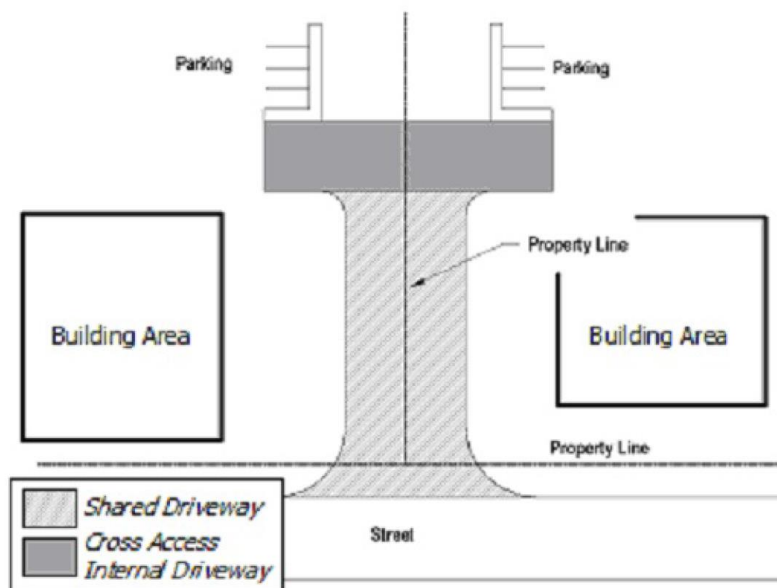 Parking
Parking
Property Line
Building Area
Building Area
Property Line
Shared Driveway
Cross Access
Internal Driveway
Street